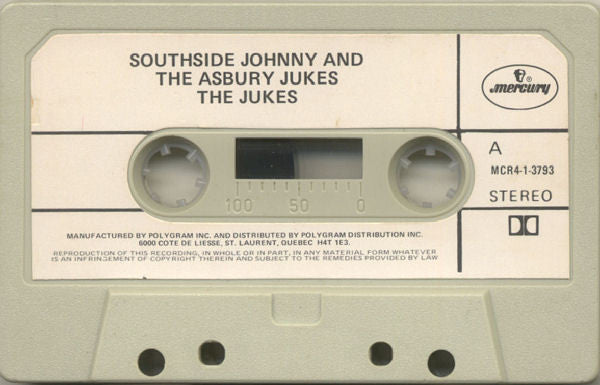 SOUTHSIDE JOHNNY AND
THE ASBURY JUKES
THE JUKES
mercury
A
MCR4-1-3793
STEREO
100 50 0
MANUFACTURED BY POLYGRAM INC. AND DISTRIBUTED BY POLYGRAM DISTRIBUTION INC.
6000 COTE DE LIESSE, ST. LAURENT, QUEBEC H4T 1E3.
REPRODUCTION OF THIS RECORDING, IN WHOLE OR IN PART, IN ANY MATERIAL FORM WHATEVER
IS AN INFRINGEMENT OF COPYRIGHT THEREIN AND SUBJECT TO THE REMEDIES PROVIDED BY LAW